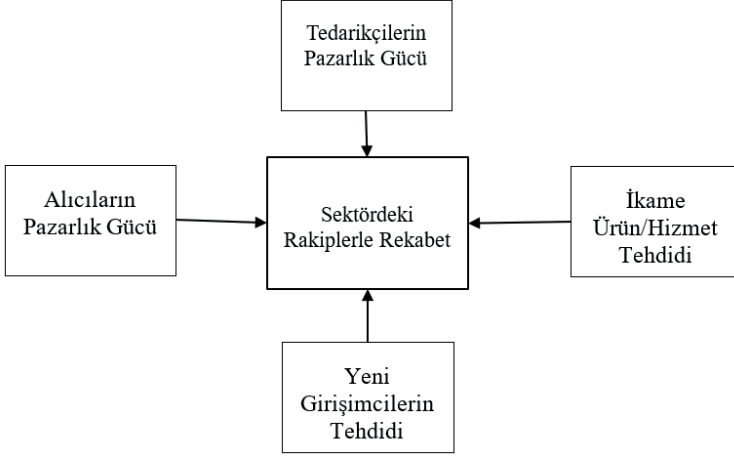 Tedarikçilerin
Pazarlık Gücü
Alıcıların
Pazarlık Gücü
Sektördeki
Rakiplerle Rekabet
İkame
Ürün/Hizmet
Tehdidi
Yeni
Girişimcilerin
Tehdidi